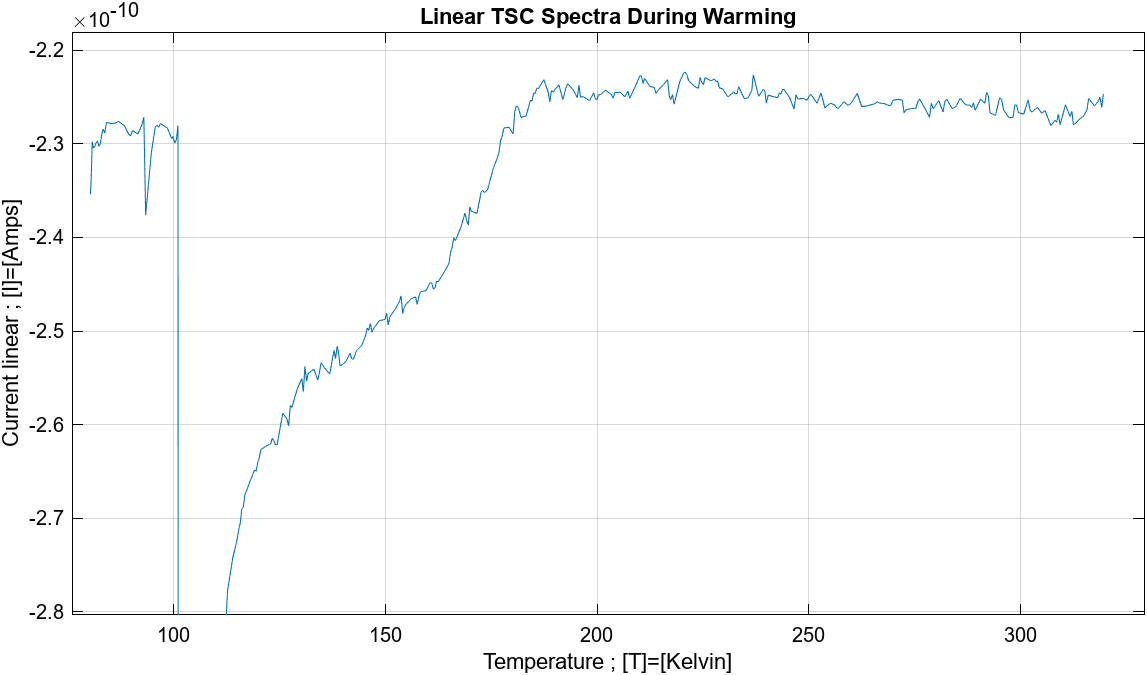 Linear TSC Spectra During Warming
×10-10
-2.2
-2.3
-2.4
-2.5
-2.6
-2.7
-2.8
Current linear ; [I]=[Amps]
100 150 200 250 300
Temperature ; [T]=[Kelvin]